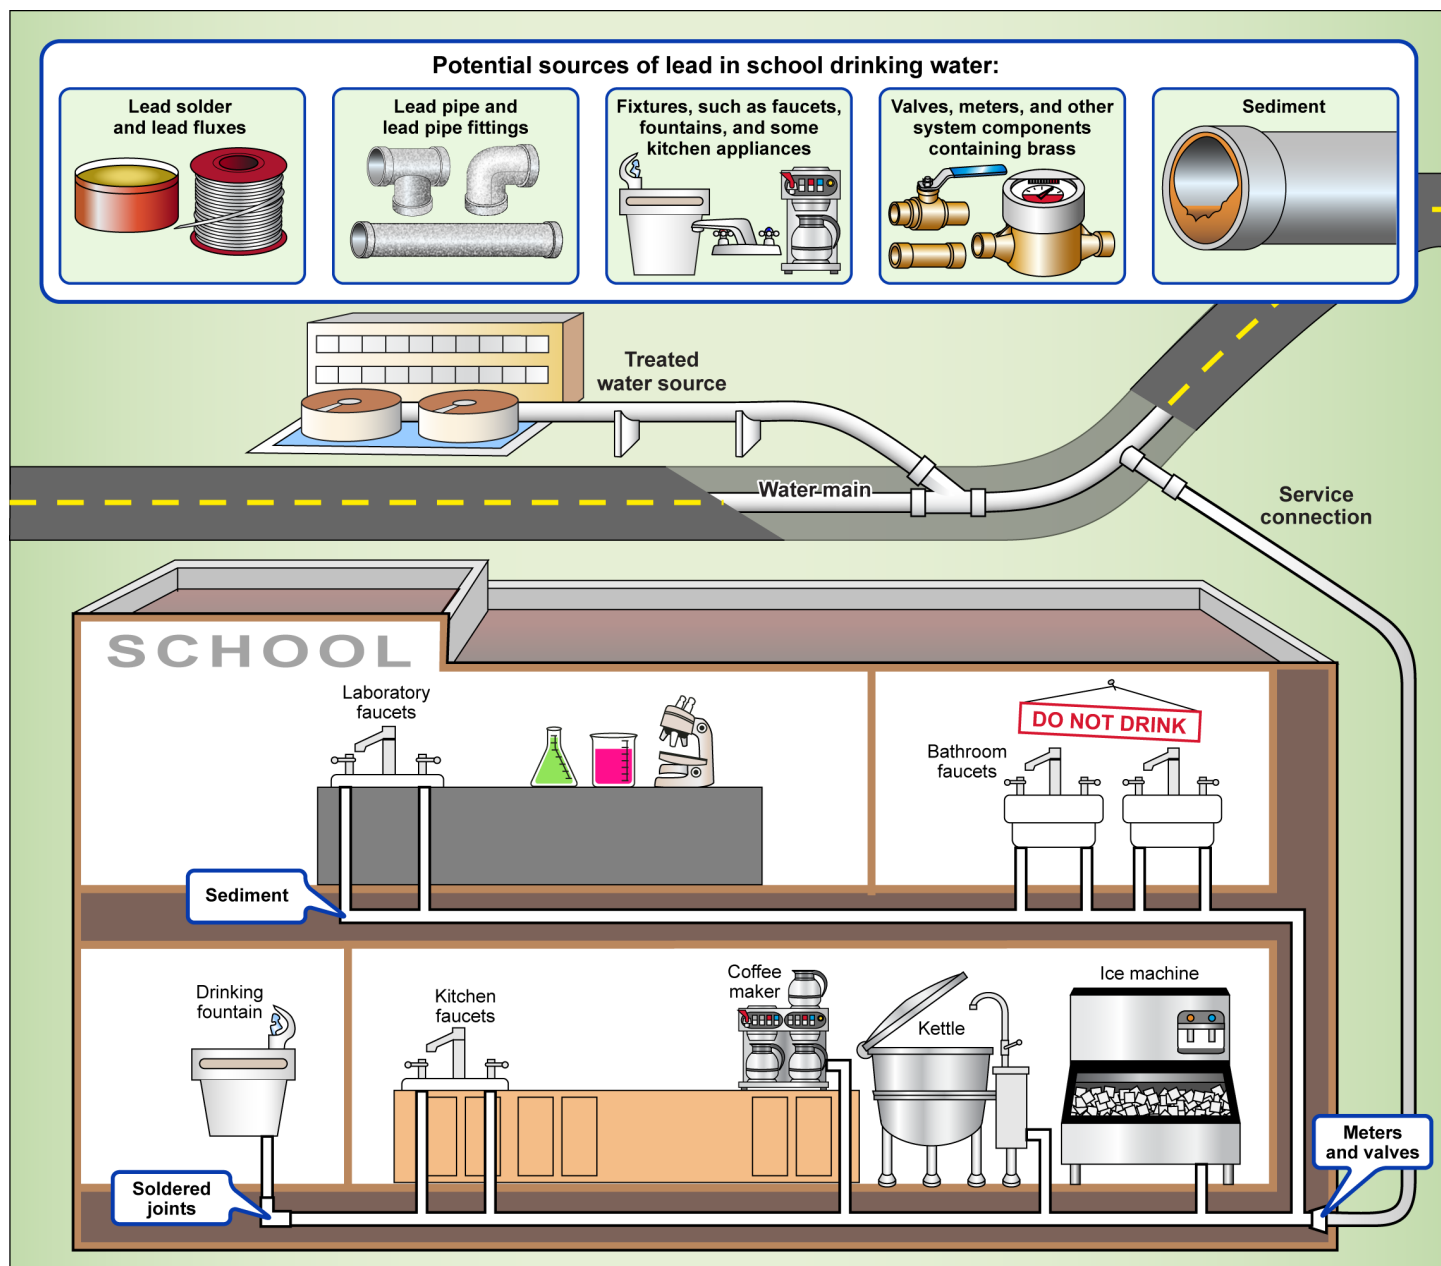 Potential sources of lead in school drinking water:
Lead solder
and lead fluxes
Lead pipe and
lead pipe fittings
Fixtures, such as faucets,
fountains, and some
kitchen appliances
Valves, meters, and other
system components
containing brass
Sediment
Treated
water source
Water main
Service
connection
SCHOOL
Laboratory
faucets
DO NOT DRINK
Bathroom
faucets
Sediment
Drinking
fountain
Kitchen
faucets
Coffee
maker
Kettle
Ice machine
Soldered
joints
Meters
and valves